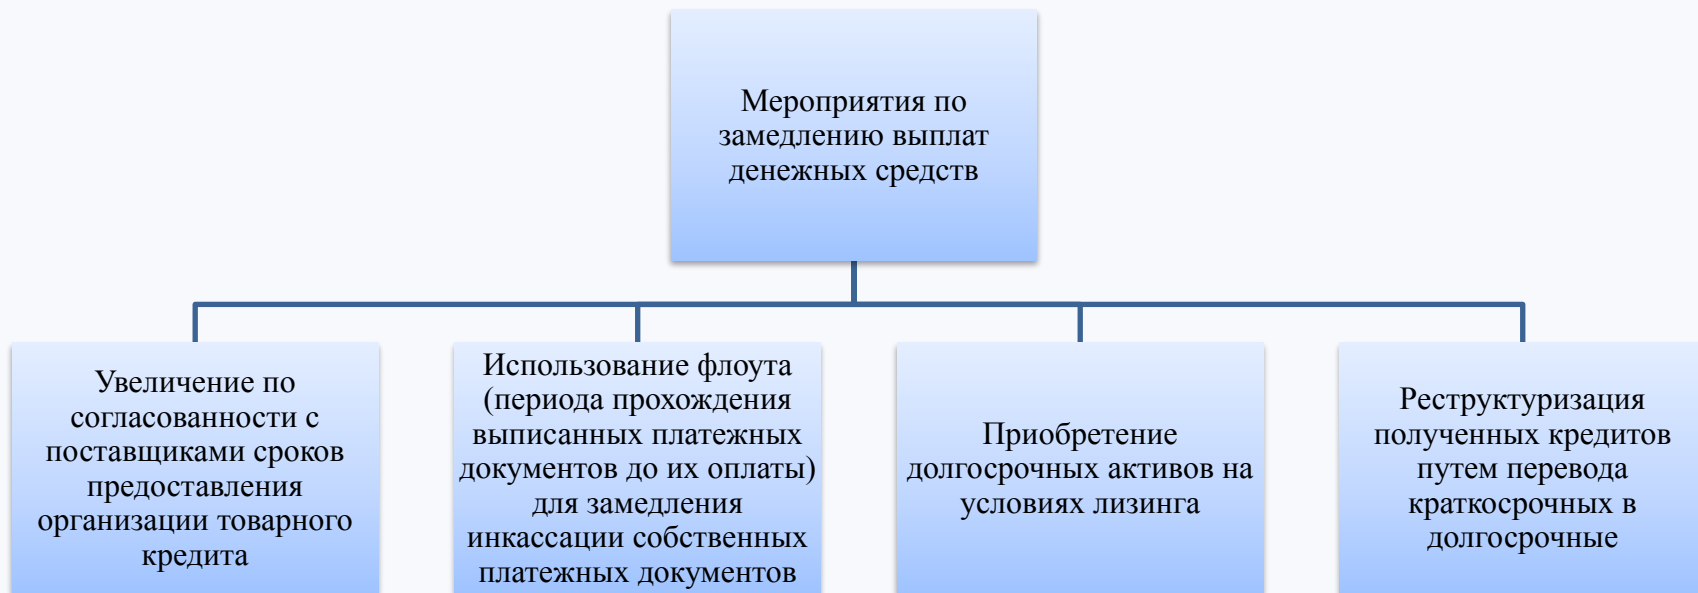 Мероприятия по
замедлению выплат
денежных средств
Увеличение по
согласованности с
поставщиками сроков
предоставления
организации товарного
кредита
Использование флоута
(периода прохождения
выписанных платежных
документов до их оплаты)
для замедления
инкассации собственных
платежных документов
Приобретение
долгосрочных активов на
условиях лизинга
Реструктуризация
полученных кредитов
путем перевода
краткосрочных в
долгосрочные